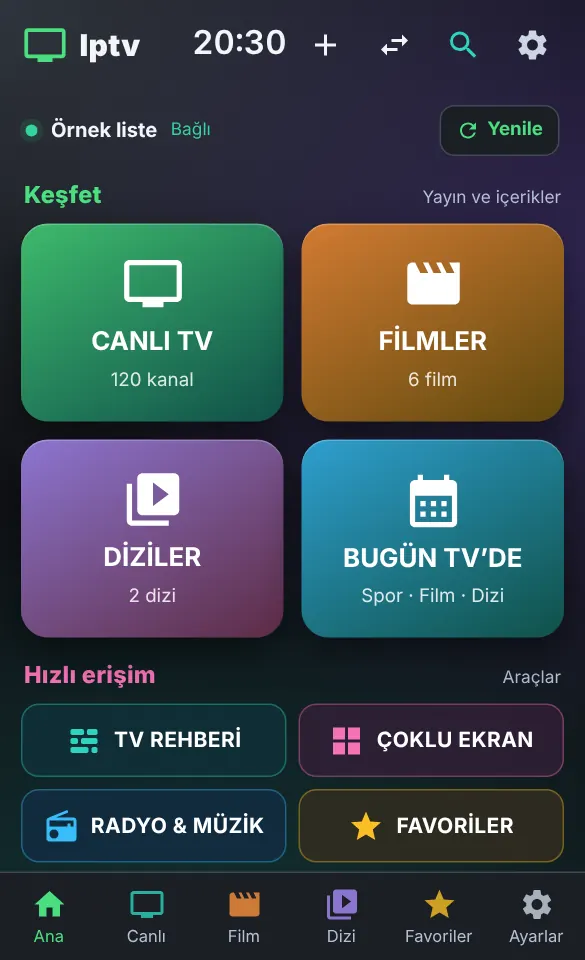 Iptv 20:30
Örnek liste Bağlı Yenile
Keşfet Yayın ve içerikler
CANLI TV
120 kanal
FİLMLER
6 film
DİZİLER
2 dizi
BUGÜN TV’DE
Spor · Film · Dizi
Hızlı erişim Araçlar
TV REHBERİ
ÇOKLU EKRAN
RADYO & MÜZİK
FAVORİLER
Ana Canlı Film Dizi Favoriler Ayarlar